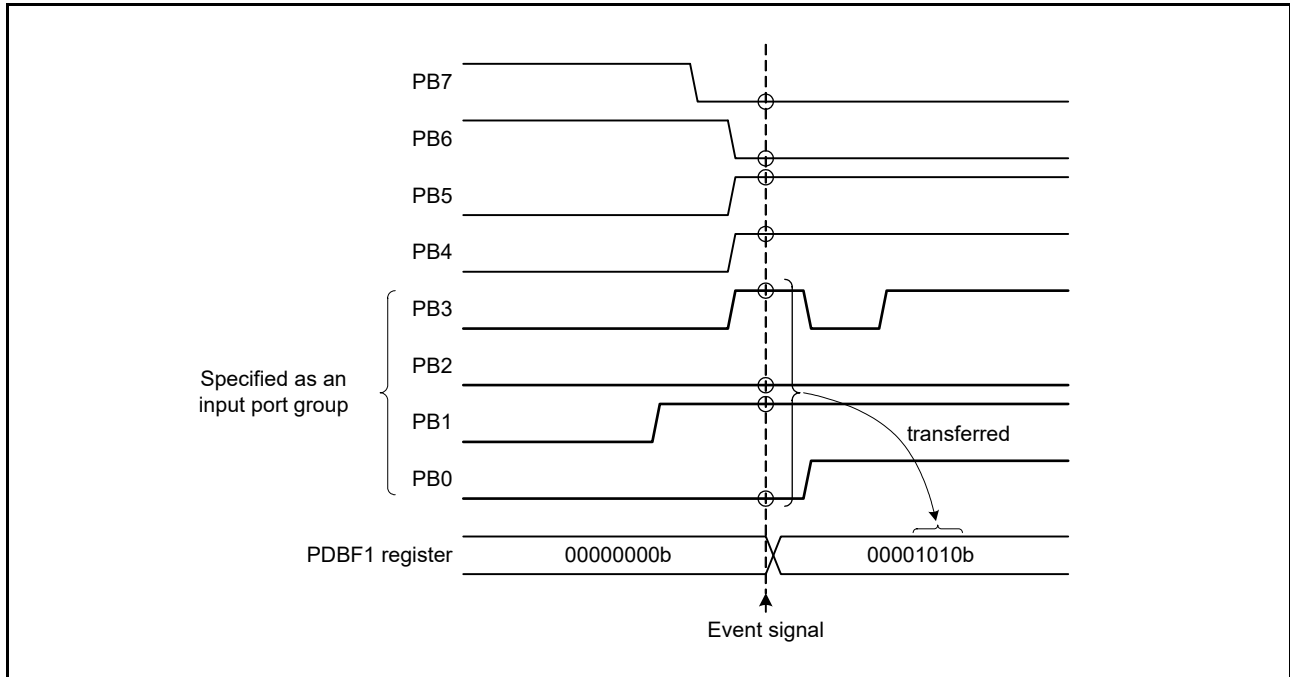 PB7
PB6
PB5
PB4
PB3
PB2
Specified as an
input port group
PB1
transferred
PB0
PDBF1 register
00000000b
00001010b
Event signal